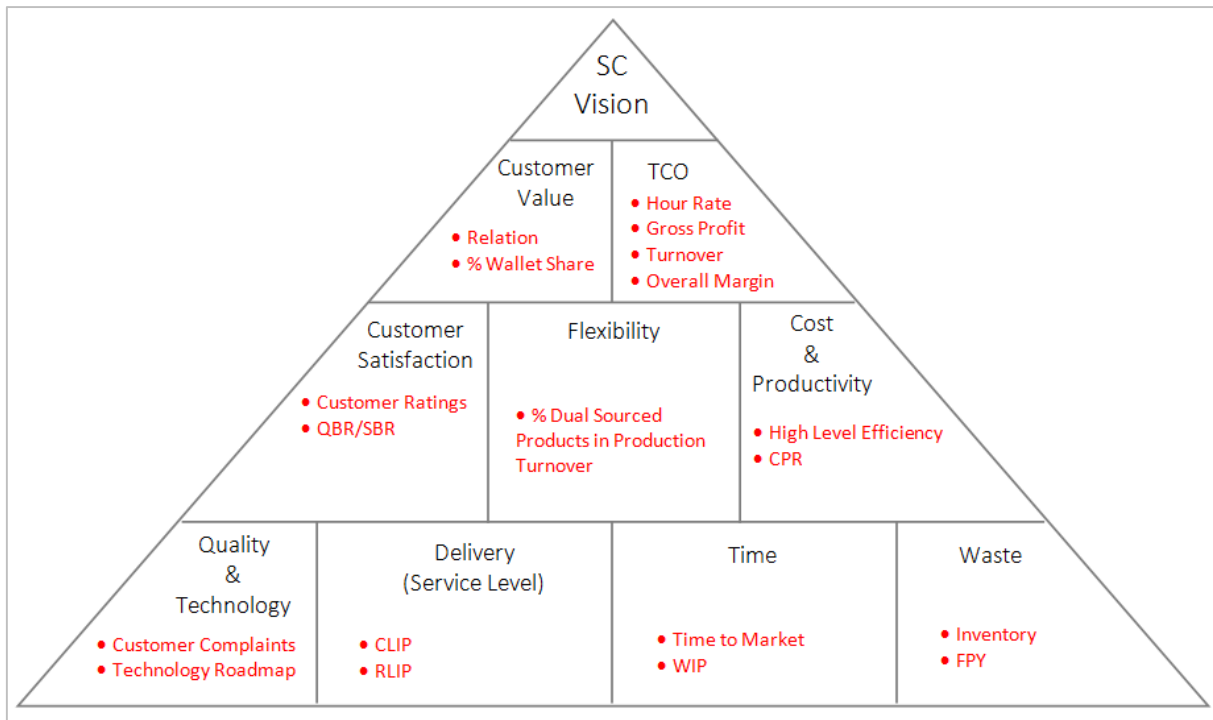 SC
Vision
Customer
Value
• Relation
• % Wallet Share
TCO
• Hour Rate
• Gross Profit
• Turnover
• Overall Margin
Customer
Satisfaction
• Customer Ratings
• QBR/SBR
Flexibility
• % Dual Sourced
Products in Production
Turnover
Cost
&
Productivity
• High Level Efficiency
• CPR
Quality
&
Technology
• Customer Complaints
• Technology Roadmap
Delivery
(Service Level)
• CLIP
• RLIP
Time
• Time to Market
• WIP
Waste
• Inventory
• FPY